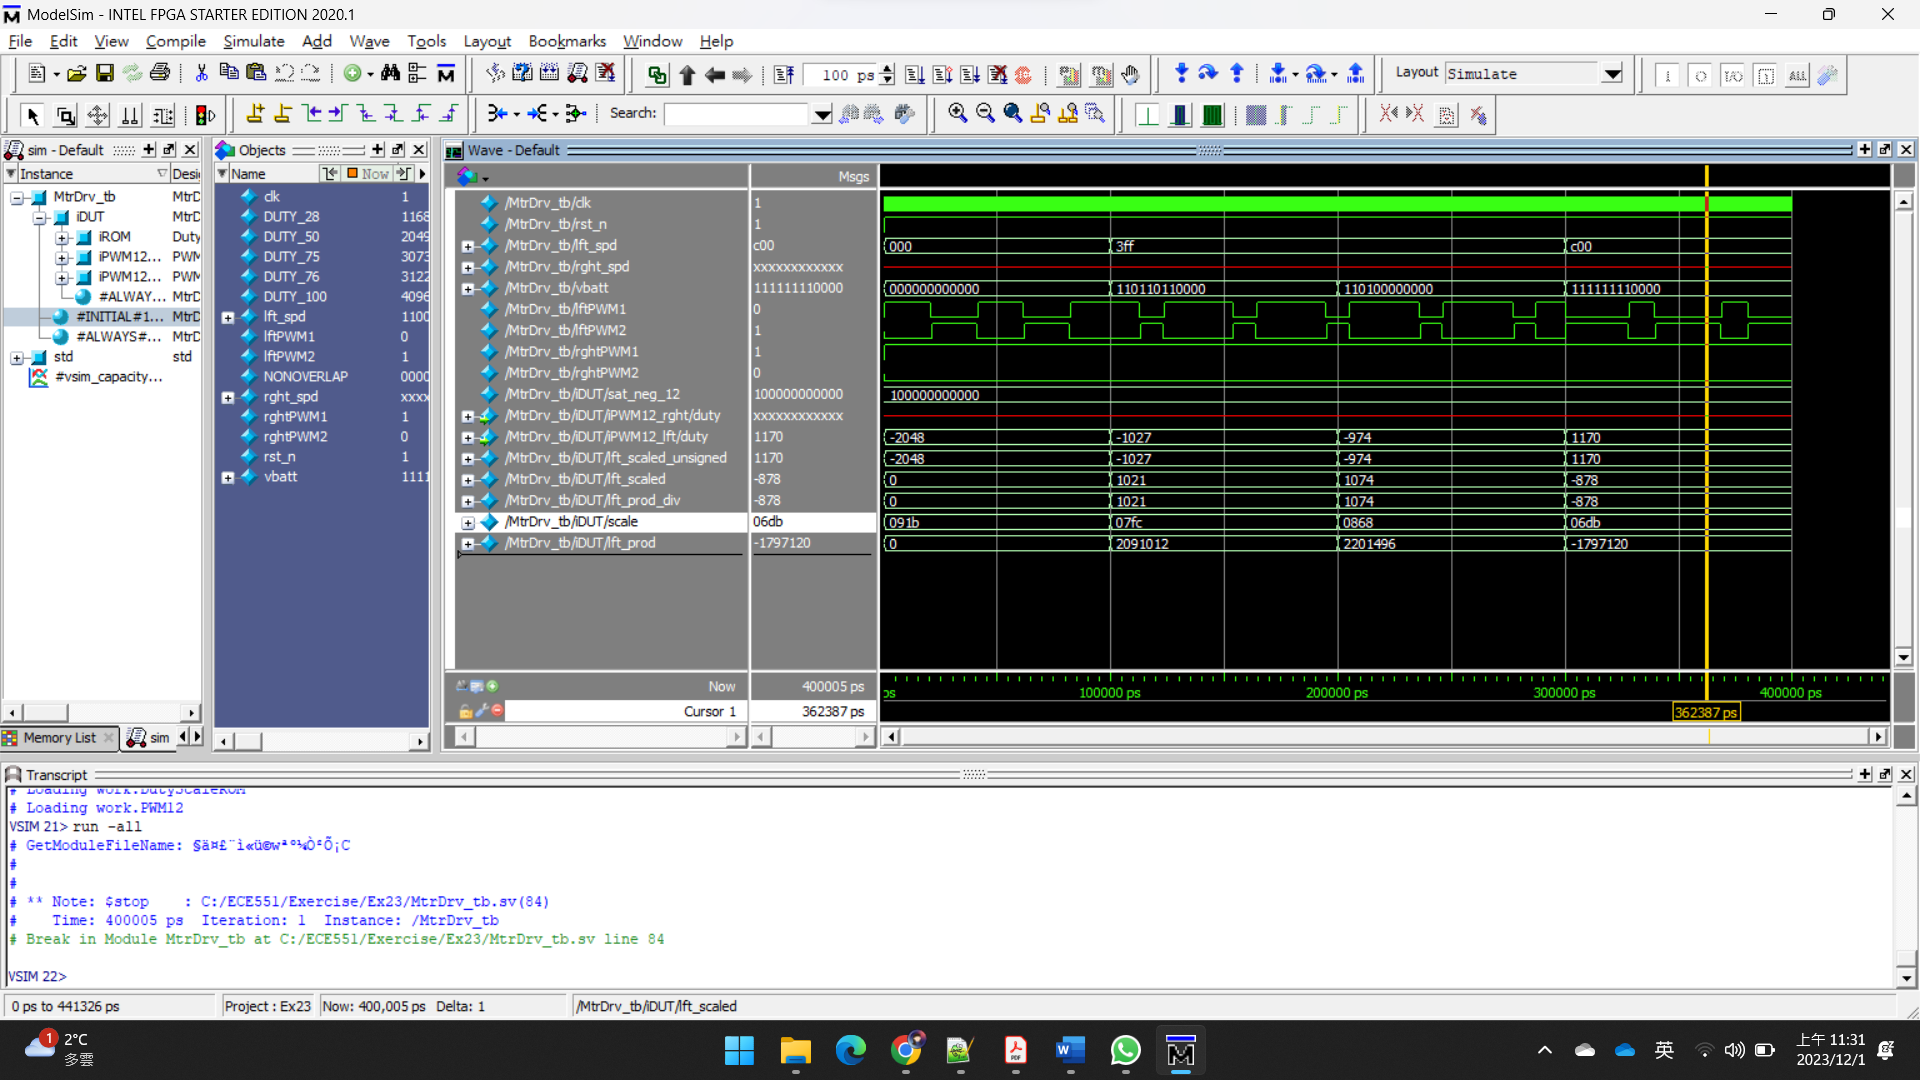 ModelSim - INTEL FPGA STARTER EDITION 2020.1
File Edit View Compile Simulate Add Wave Tools Layout Bookmarks Window Help
100 ps
Layout Simulate
ALL
Search:
sim - Default
Instance Desi
MtrDrv_tb MtrD
iDUT MtrD
iROM Duty
iPWM12... PWM
iPWM12... PWM
#ALWAY... MtrD
#INITIAL#1... MtrD
#ALWAYS#... MtrD
std std
#vsim_capacity...
Memory List
sim
Objects
Name Now
clk 1
DUTY_28 1168
DUTY_50 2049
DUTY_75 3073
DUTY_76 3122
DUTY_100 4096
lft_spd 1100
lftPWM1 0
lftPWM2 1
NONOVERLAP 0000
rght_spd xxxx
rghtPWM1 1
rghtPWM2 0
rst_n 1
vbatt 1111
Wave - Default
Msgs
/MtrDrv_tb/clk 1
/MtrDrv_tb/rst_n 1
/MtrDrv_tb/lft_spd c00 000 3ff c00
/MtrDrv_tb/rght_spd xxxxxxxxxxxx
/MtrDrv_tb/vbatt 111111110000 000000000000 110110110000 110100000000 111111110000
/MtrDrv_tb/lftPWM1 0
/MtrDrv_tb/lftPWM2 1
/MtrDrv_tb/rghtPWM1 1
/MtrDrv_tb/rghtPWM2 0
/MtrDrv_tb/iDUT/sat_neg_12 100000000000 100000000000
/MtrDrv_tb/iDUT/iPWM12_rght/duty xxxxxxxxxxxx
/MtrDrv_tb/iDUT/iPWM12_lft/duty 1170 -2048 -1027 -974 1170
/MtrDrv_tb/iDUT/lft_scaled_unsigned 1170 -2048 -1027 -974 1170
/MtrDrv_tb/iDUT/lft_scaled -878 0 1021 1074 -878
/MtrDrv_tb/iDUT/lft_prod_div -878 0 1021 1074 -878
/MtrDrv_tb/iDUT/scale 06db 091b 07fc 0868 06db
/MtrDrv_tb/iDUT/lft_prod -1797120 0 2091012 2201496 -1797120
Now 400005 ps
ps 100000 ps 200000 ps 300000 ps 400000 ps
Cursor 1 362387 ps
362387 ps
Transcript
# Loading work.DutyScaleROM
# Loading work.PWM12
VSIM 21> run -all
# GetModuleFileName: §ä¤£¨ì«ü©wªº¼Ò²Õ¡C
#
#
# ** Note: $stop    : C:/ECE551/Exercise/Ex23/MtrDrv_tb.sv(84)
#    Time: 400005 ps  Iteration: 1  Instance: /MtrDrv_tb
# Break in Module MtrDrv_tb at C:/ECE551/Exercise/Ex23/MtrDrv_tb.sv line 84
VSIM 22>
0 ps to 441326 ps Project : Ex23 Now: 400,005 ps Delta: 1 /MtrDrv_tb/iDUT/lft_scaled
1
2°C
多雲
英
上午 11:31
2023/12/1